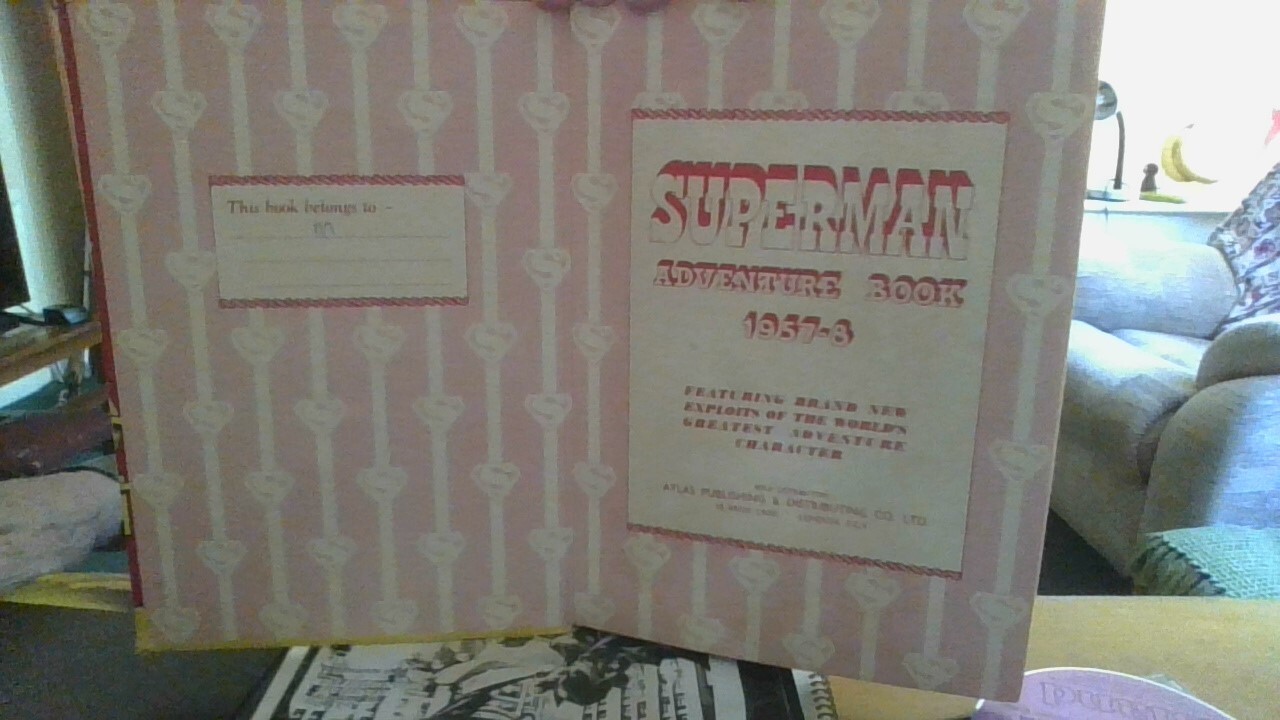 This book belongs to -
SUPERMAN
ADVENTURE BOOK
1957-8
FEATURING BRAND NEW
EXPLOITS OF THE WORLD'S
GREATEST ADVENTURE
CHARACTER
ATLAS PUBLISHING & DISTRIBUTING CO. LTD.